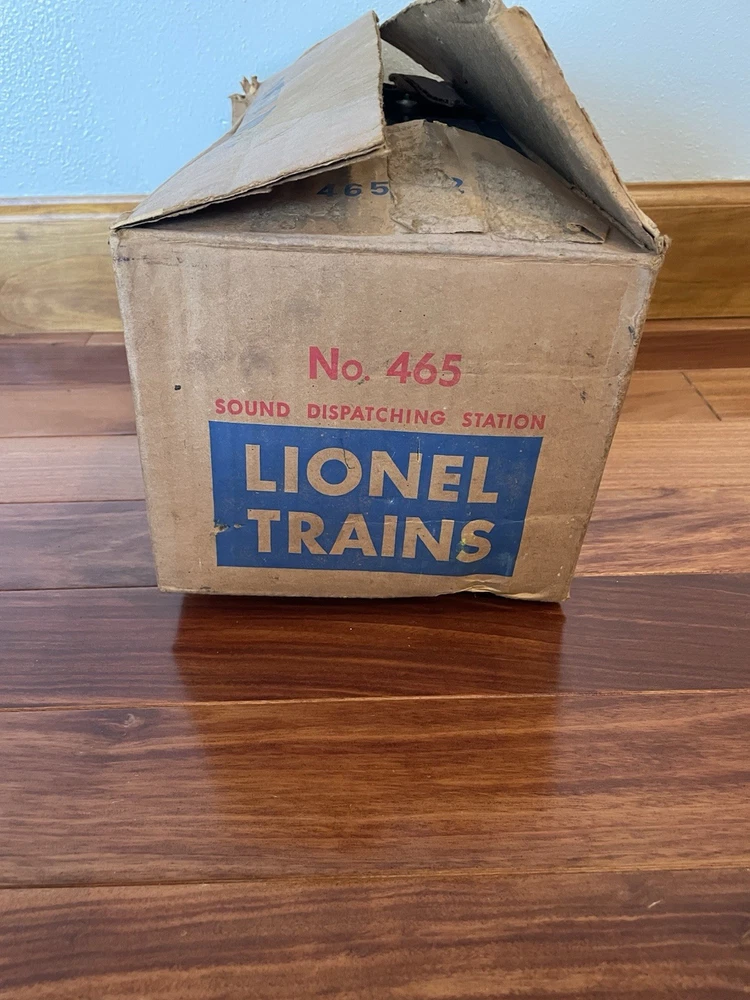 465
No. 465
SOUND DISPATCHING STATION
LIONEL
TRAINS